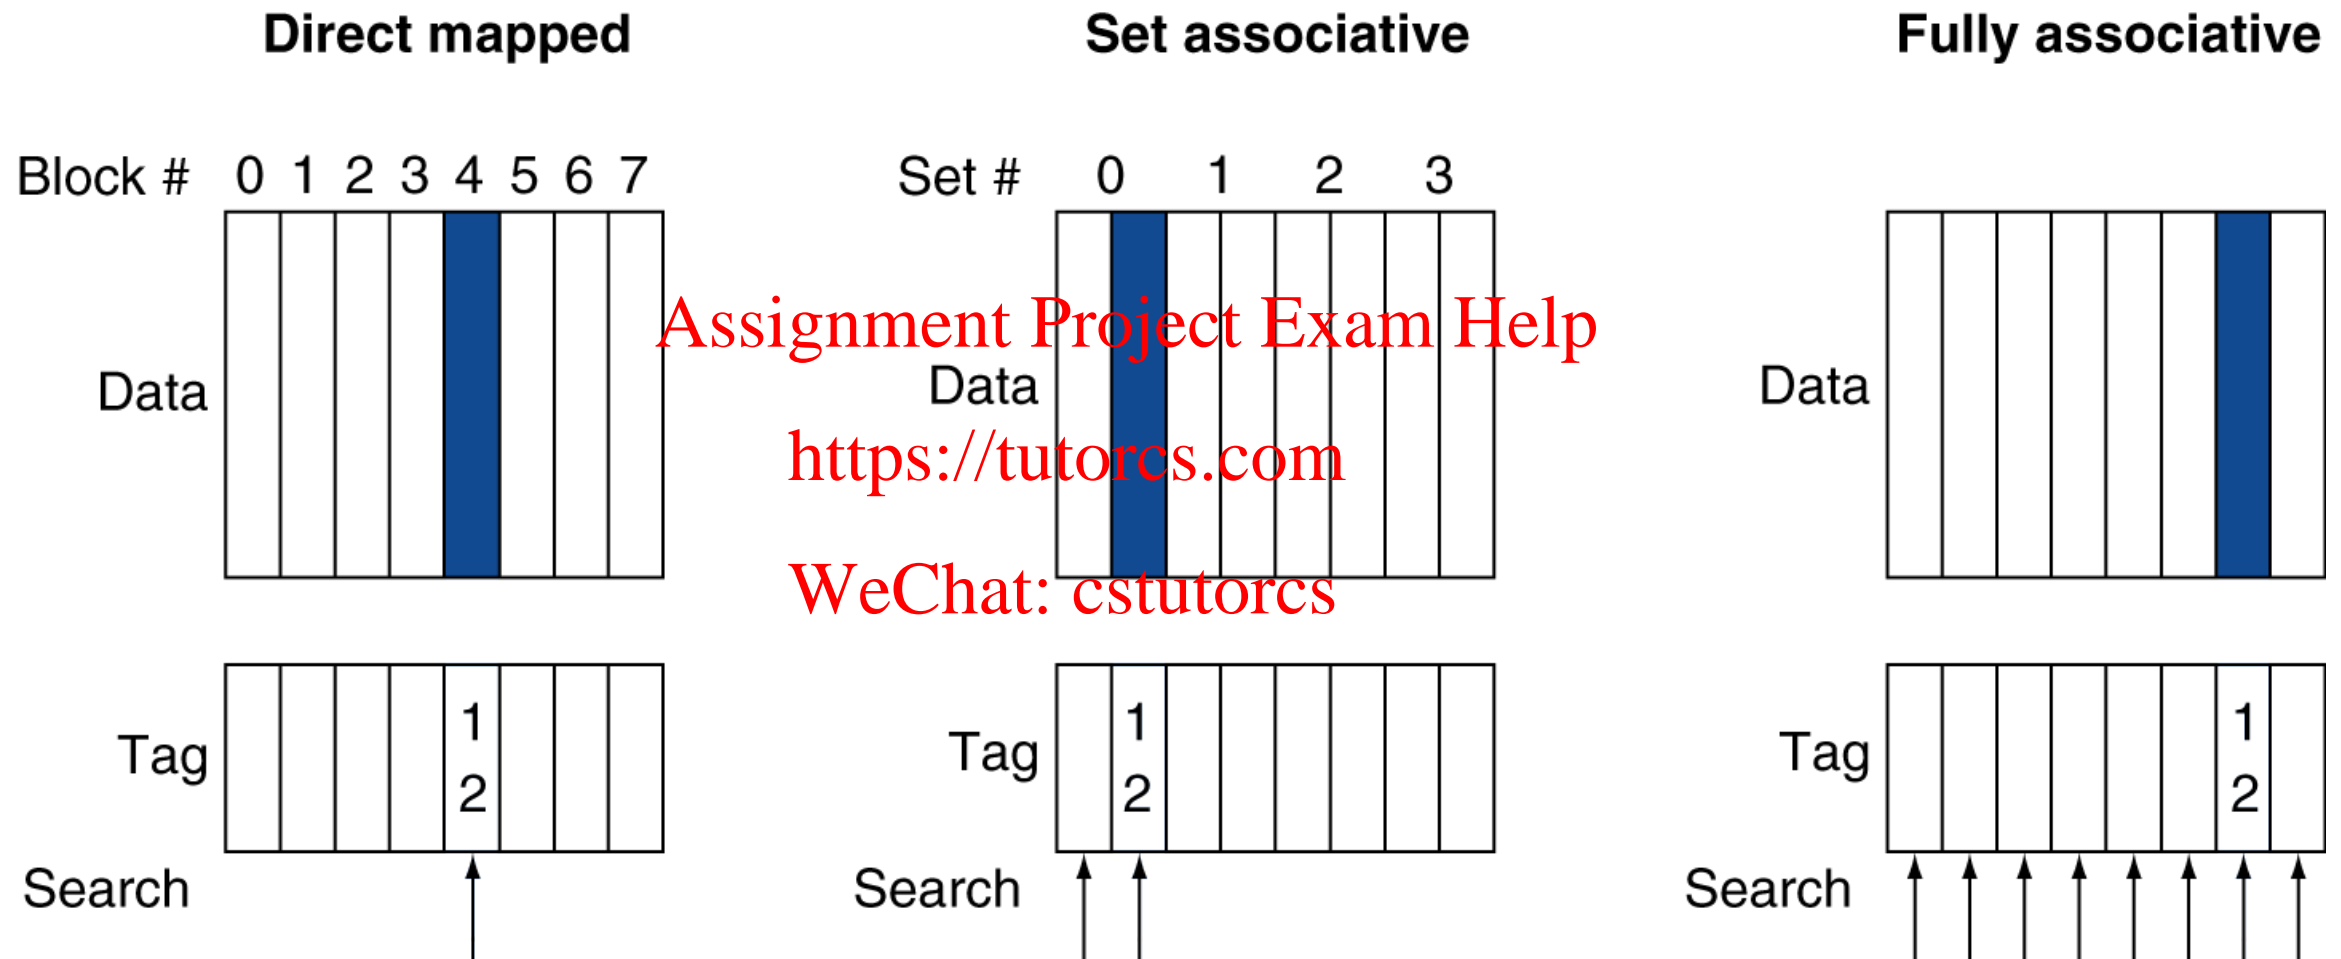 Direct mapped
Set associative
Fully associative
Block # 0 1 2 3 4 5 6 7
Set # 0 1 2 3
Assignment Project Exam Help
Data
Data
Data
https://tutorcs.com
WeChat: cstutorcs
Tag
1
2
Tag
1
2
Tag
1
2
Search
Search
Search